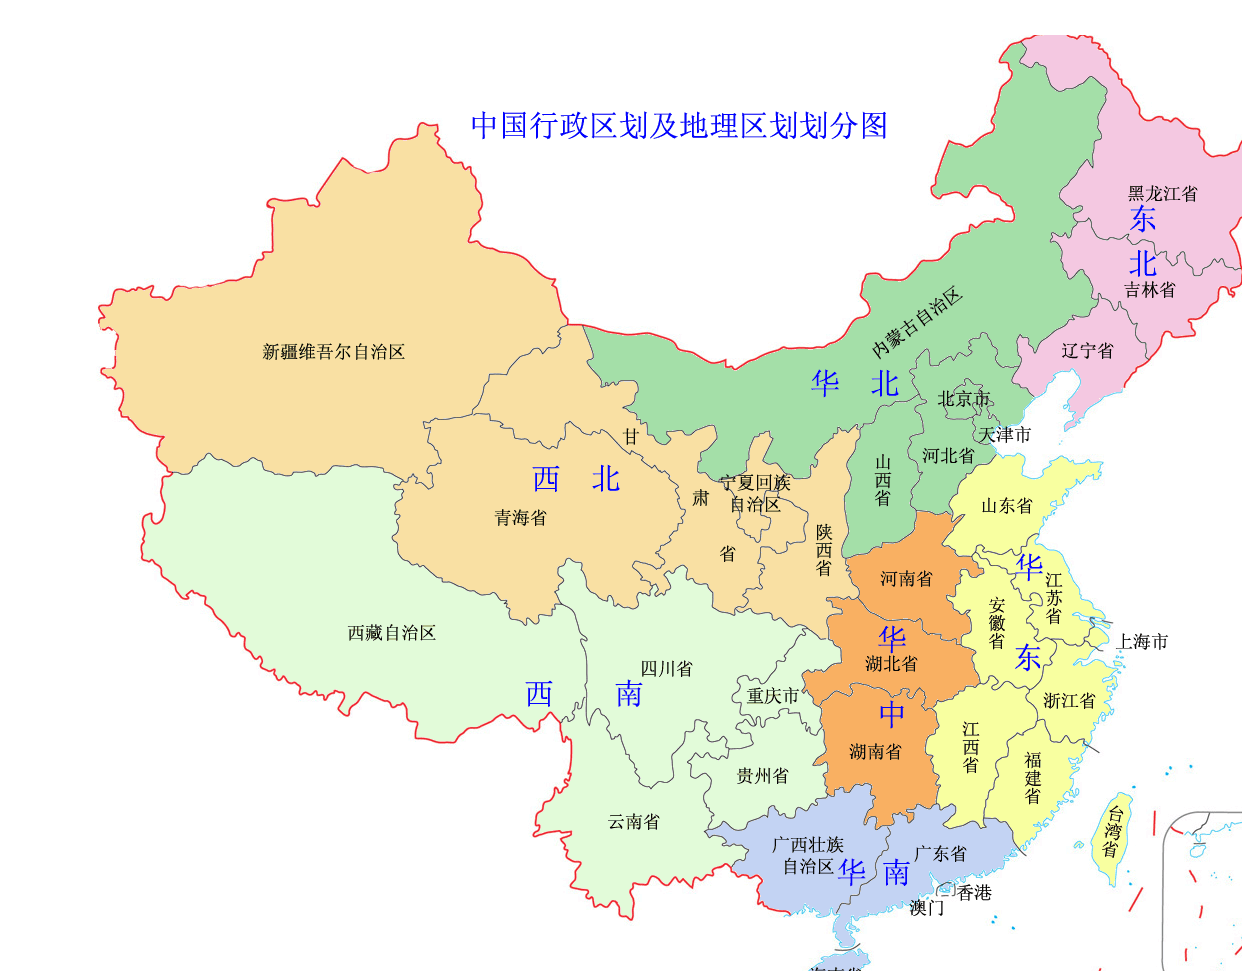 中国行政区划及地理区划划分图
黑龙江省
东
北
吉林省
辽宁省
内蒙古自治区
新疆维吾尔自治区
华 北
北京市
天津市
河北省
山西省
甘肃省
西 北
宁夏回族
自治区
青海省
陕西省
山东省
河南省
华
东
江苏省
安徽省
上海市
西藏自治区
华
中
湖北省
四川省
西 南
重庆市
浙江省
湖南省
江西省
福建省
贵州省
云南省
台湾省
广西壮族
自治区
华 南
广东省
香港
澳门
海南省